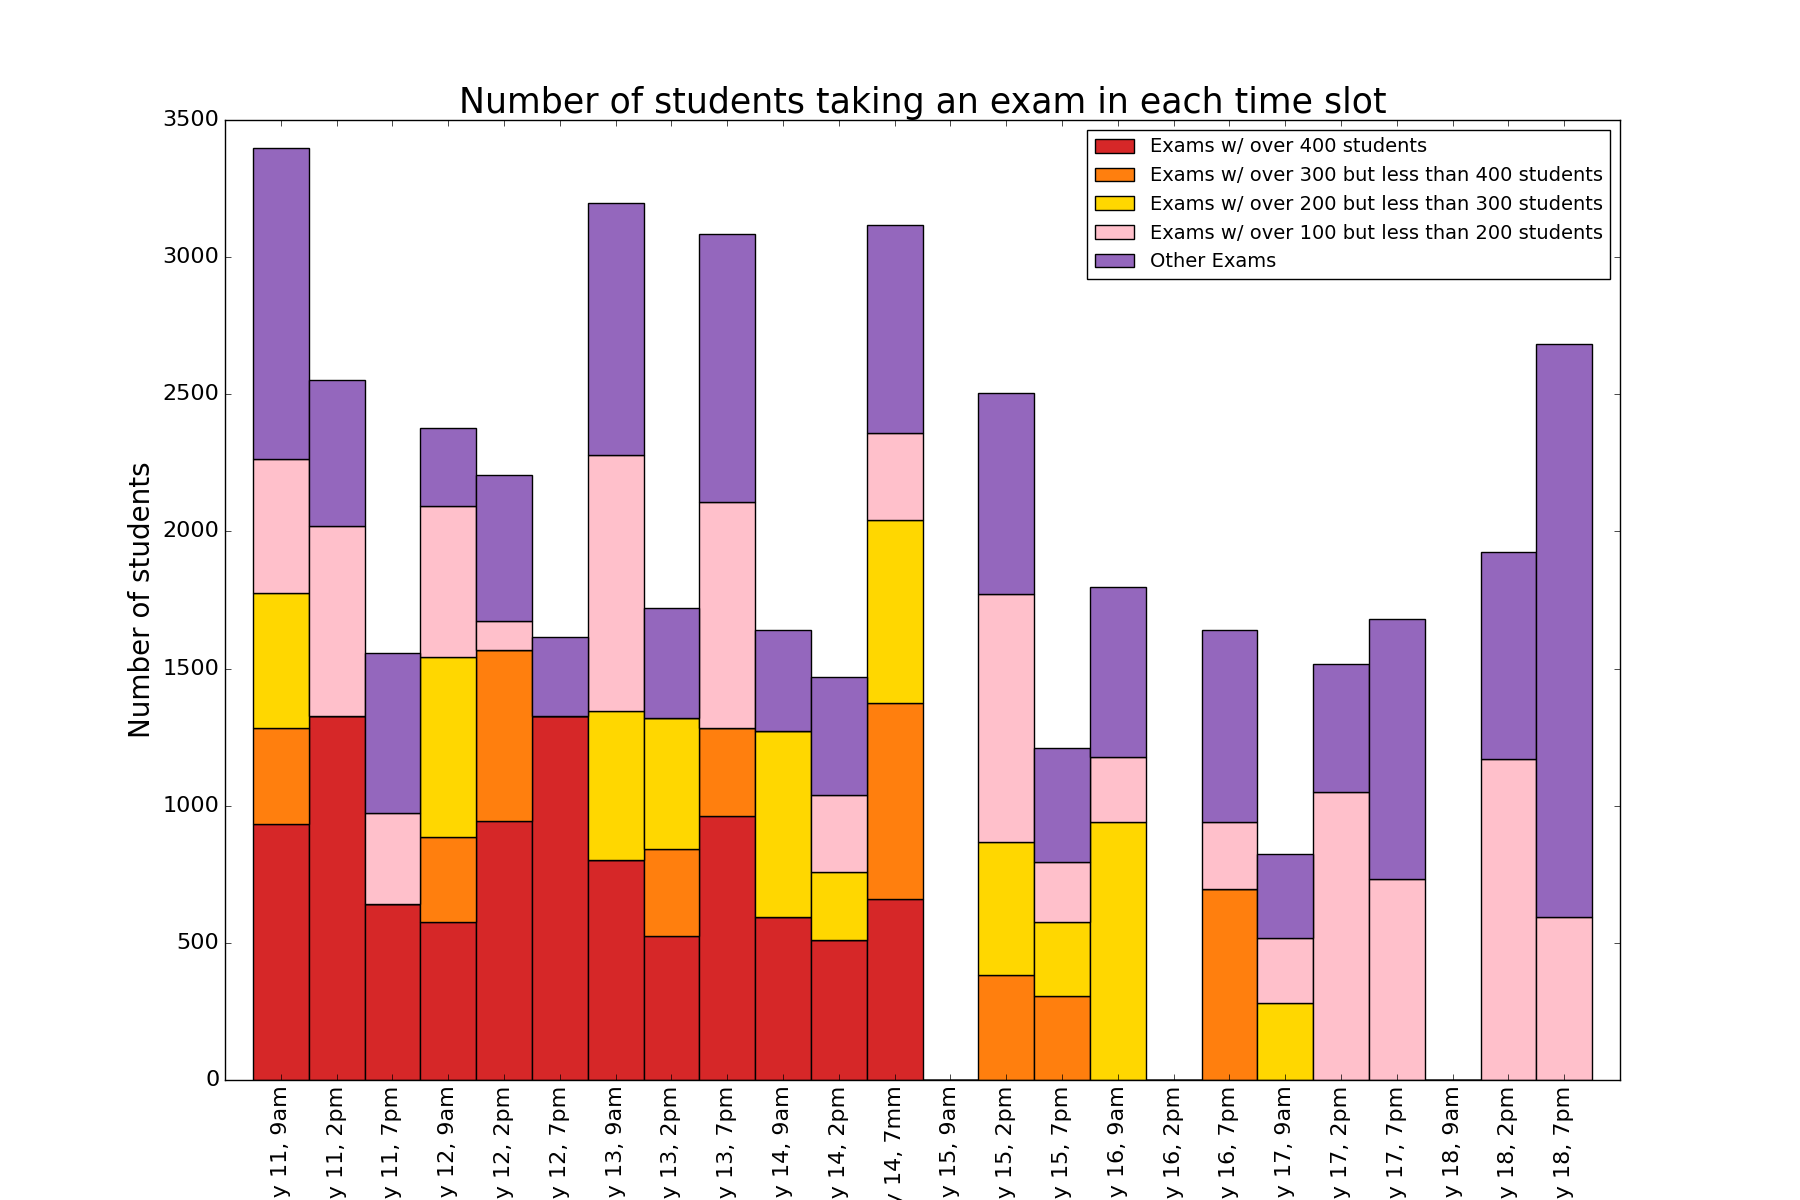 Number of students taking an exam in each time slot
3500
3000
2500
2000
1500
1000
500
0
Number of students
Exams w/ over 400 students
Exams w/ over 300 but less than 400 students
Exams w/ over 200 but less than 300 students
Exams w/ over 100 but less than 200 students
Other Exams
y 11, 9am
y 11, 2pm
y 11, 7pm
y 12, 9am
y 12, 2pm
y 12, 7pm
y 13, 9am
y 13, 2pm
y 13, 7pm
y 14, 9am
y 14, 2pm
y 14, 7mm
y 15, 9am
y 15, 2pm
y 15, 7pm
y 16, 9am
y 16, 2pm
y 16, 7pm
y 17, 9am
y 17, 2pm
y 17, 7pm
y 18, 9am
y 18, 2pm
y 18, 7pm